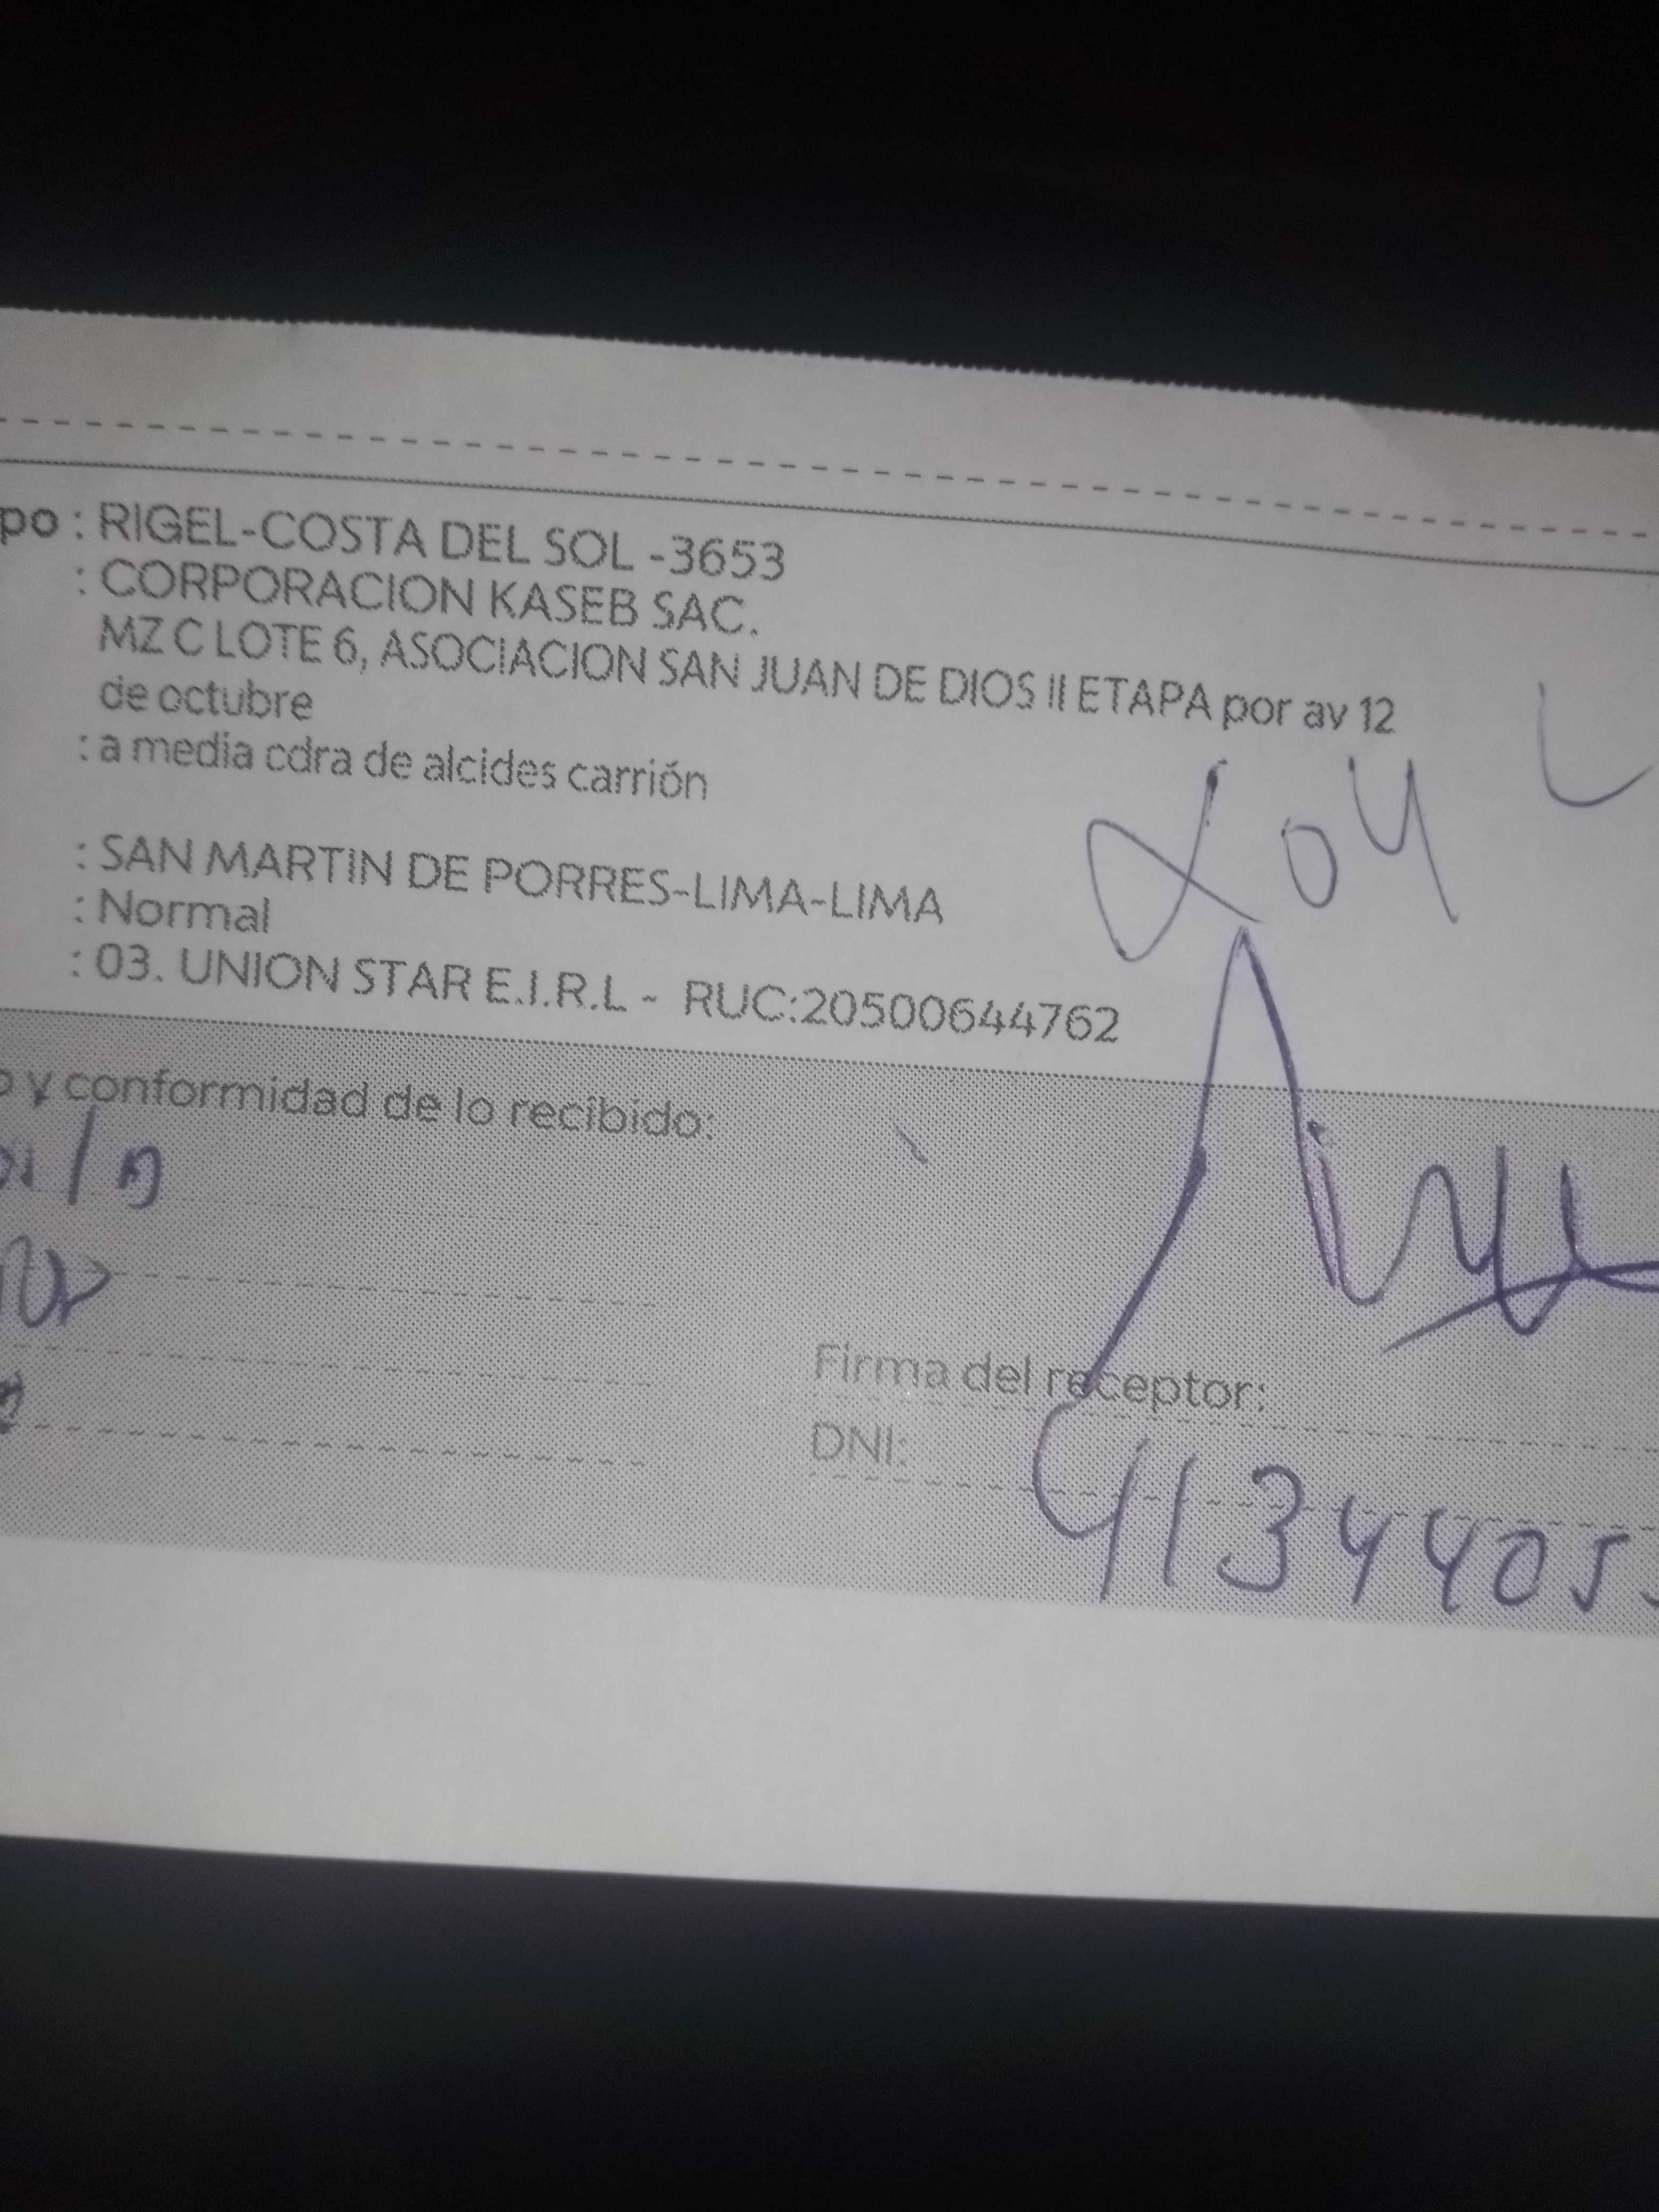 po : RIGEL-COSTA DEL SOL -3653
: CORPORACION KASEB SAC.
MZ C LOTE 6, ASOCIACION SAN JUAN DE DIOS II ETAPA por av 12
de octubre
: a media cdra de alcides carrión
: SAN MARTIN DE PORRES-LIMA-LIMA
: Normal
: 03. UNION STAR E.I.R.L - RUC:20500644762
o y conformidad de lo recibido:
Firma del receptor:
DNI:
4134405